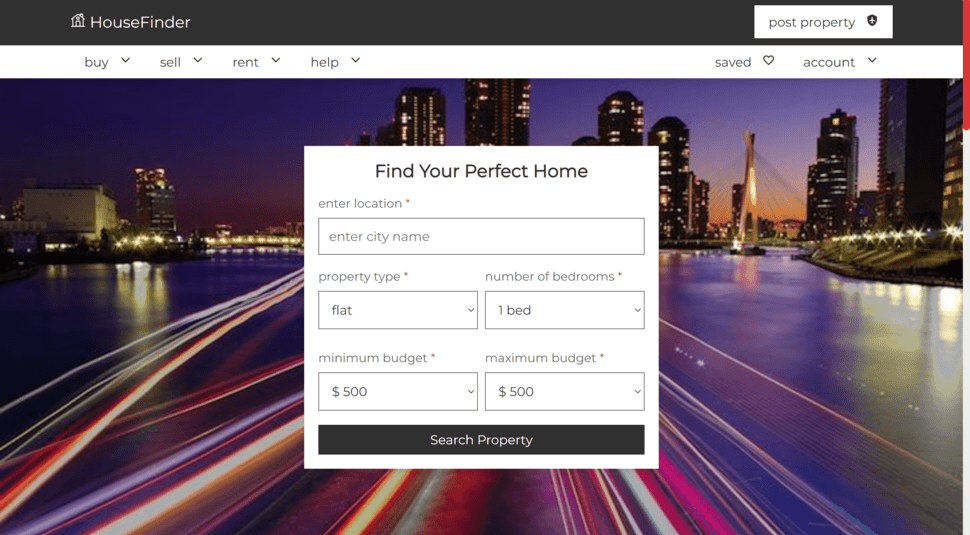 HouseFinder
post property
buy sell rent help saved account
Find Your Perfect Home
enter location *
enter city name
property type * number of bedrooms *
flat 1 bed
minimum budget * maximum budget *
$ 500 $ 500
Search Property